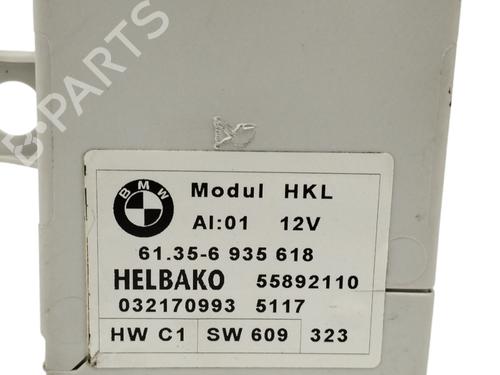 B-PARTS
BMW
Modul HKL
AI:01 12V
61.35-6 935 618
HELBAKO 55892110
032170993 5117
HW C1 SW 609 323